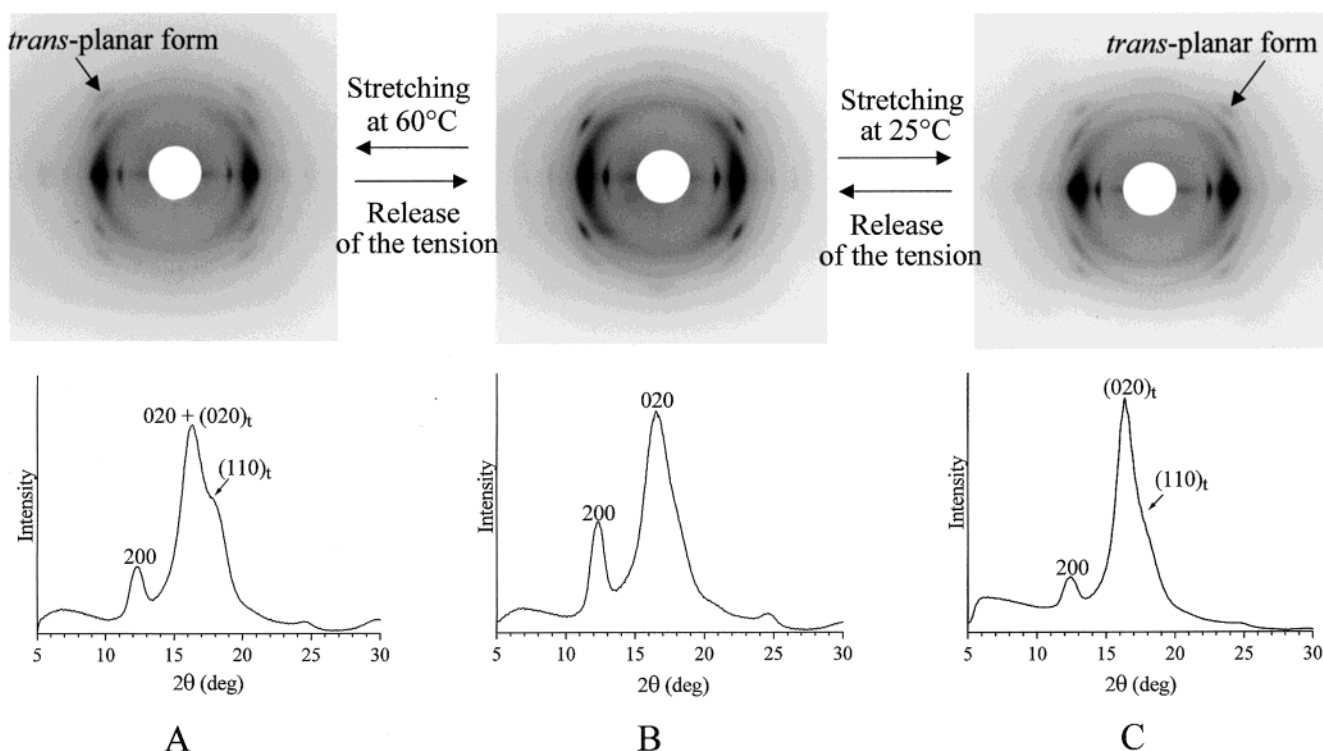 trans-planar form
Stretching
at 60°C
Release
of the tension
Stretching
at 25°C
Release
of the tension
trans-planar form
020 + (020)t
(110)t
200
Intensity
5 10 15 20 25 30
2θ (deg)
A
020
200
Intensity
5 10 15 20 25 30
2θ (deg)
B
(020)t
(110)t
200
Intensity
5 10 15 20 25 30
2θ (deg)
C